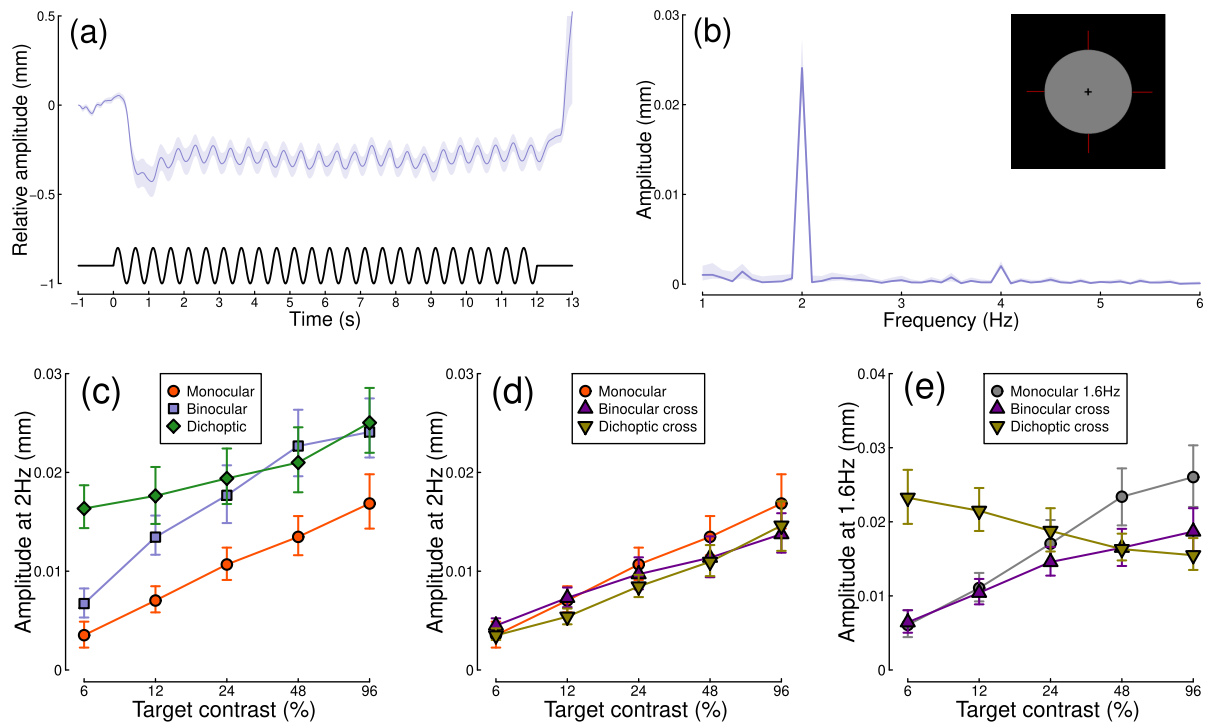 (a)
Relative amplitude (mm)
0.5
0
−0.5
−1
−1 0 1 2 3 4 5 6 7 8 9 10 11 12 13
Time (s)
(b)
Amplitude (mm)
0.03
0.02
0.01
0
1 2 3 4 5 6
Frequency (Hz)
(c)
Monocular
Binocular
Dichoptic
Amplitude at 2Hz (mm)
0.03
0.02
0.01
0
6 12 24 48 96
Target contrast (%)
(d)
Monocular
Binocular cross
Dichoptic cross
Amplitude at 2Hz (mm)
0.03
0.02
0.01
0
6 12 24 48 96
Target contrast (%)
(e)
Monocular 1.6Hz
Binocular cross
Dichoptic cross
Amplitude at 1.6Hz (mm)
0.04
0.03
0.02
0.01
0
6 12 24 48 96
Target contrast (%)